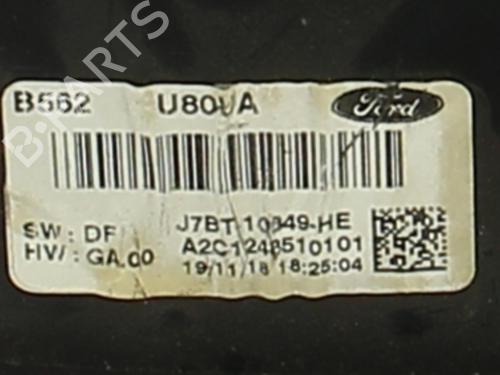 B-PARTS
B562 U80UA Ford
J7BT-10849-HE
SW : DF
A2C1248510101
HW : GA.00
19/11/18 18:25:04